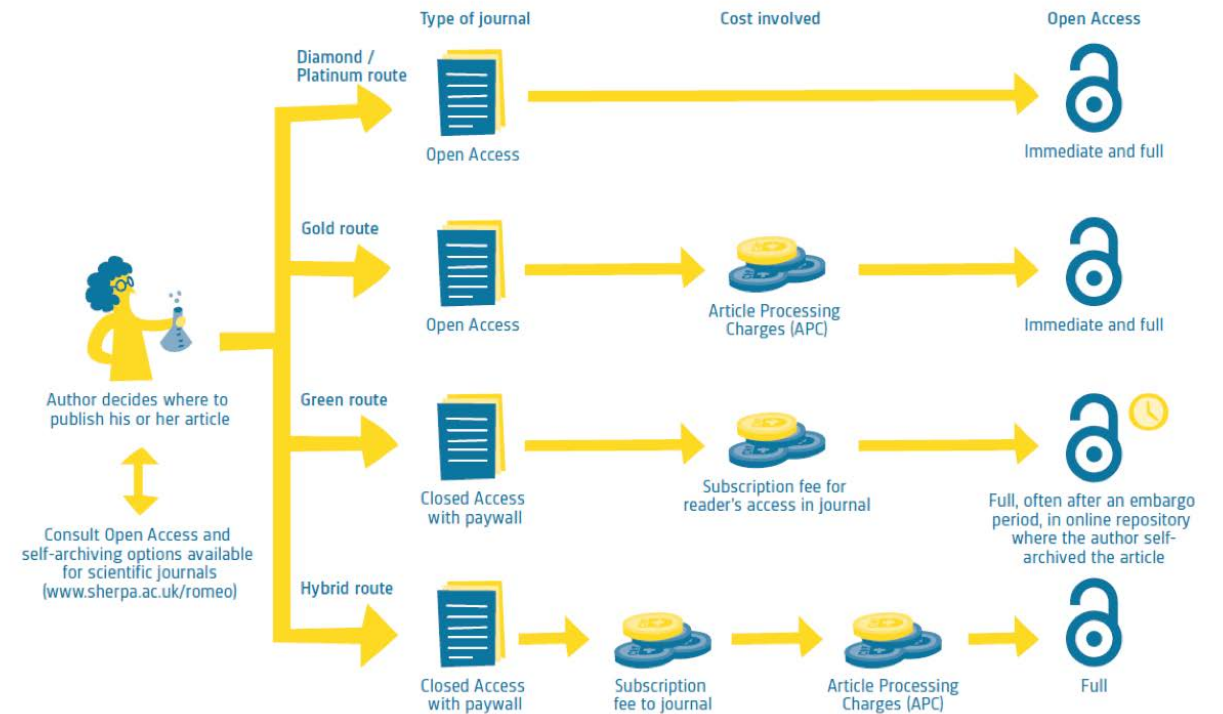 Type of journal
Cost involved
Open Access
Diamond /
Platinum route
Open Access
Immediate and full
Gold route
Open Access
Article Processing
Charges (APC)
Immediate and full
Author decides where to
publish his or her article
Consult Open Access and
self-archiving options available
for scientific journals
(www.sherpa.ac.uk/romeo)
Green route
Closed Access
with paywall
Subscription fee for
reader's access in journal
Full, often after an embargo
period, in online repository
where the author self-
archived the article
Hybrid route
Closed Access
with paywall
Subscription
fee to journal
Article Processing
Charges (APC)
Full